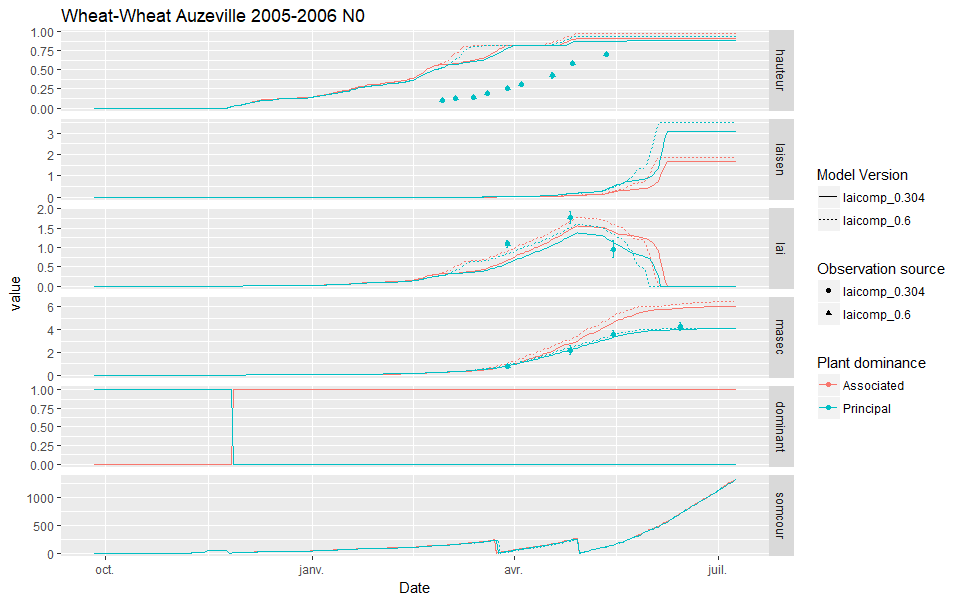 Wheat-Wheat Auzeville 2005-2006 N0
value
1.00
0.75
0.50
0.25
0.00
hauteur
3
2
1
0
laisen
2.0
1.5
1.0
0.5
0.0
lai
6
4
2
0
masec
1.00
0.75
0.50
0.25
0.00
dominant
1000
500
0
somcour
oct.
janv.
avr.
juil.
Date
Model Version
laicomp_0.304
laicomp_0.6
Observation source
laicomp_0.304
laicomp_0.6
Plant dominance
Associated
Principal